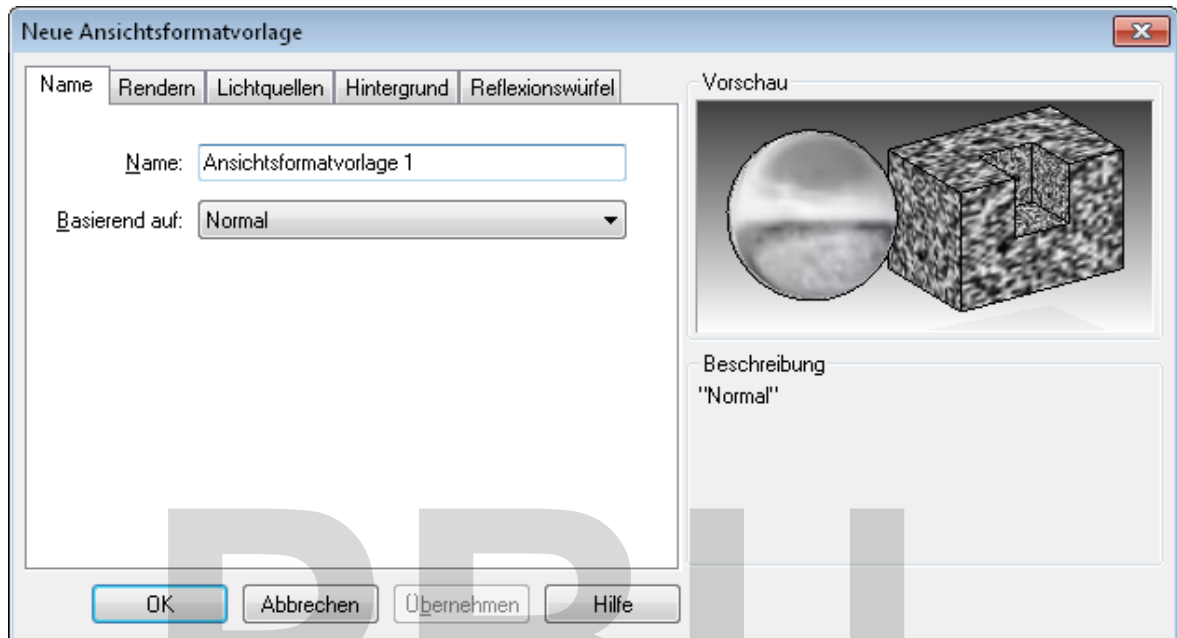 Neue Ansichtsformatvorlage
Name Rendern Lichtquellen Hintergrund Reflexionswürfel
Name: Ansichtsformatvorlage 1
Basierend auf: Normal
Vorschau
Beschreibung
"Normal"
OK Abbrechen Übernehmen Hilfe